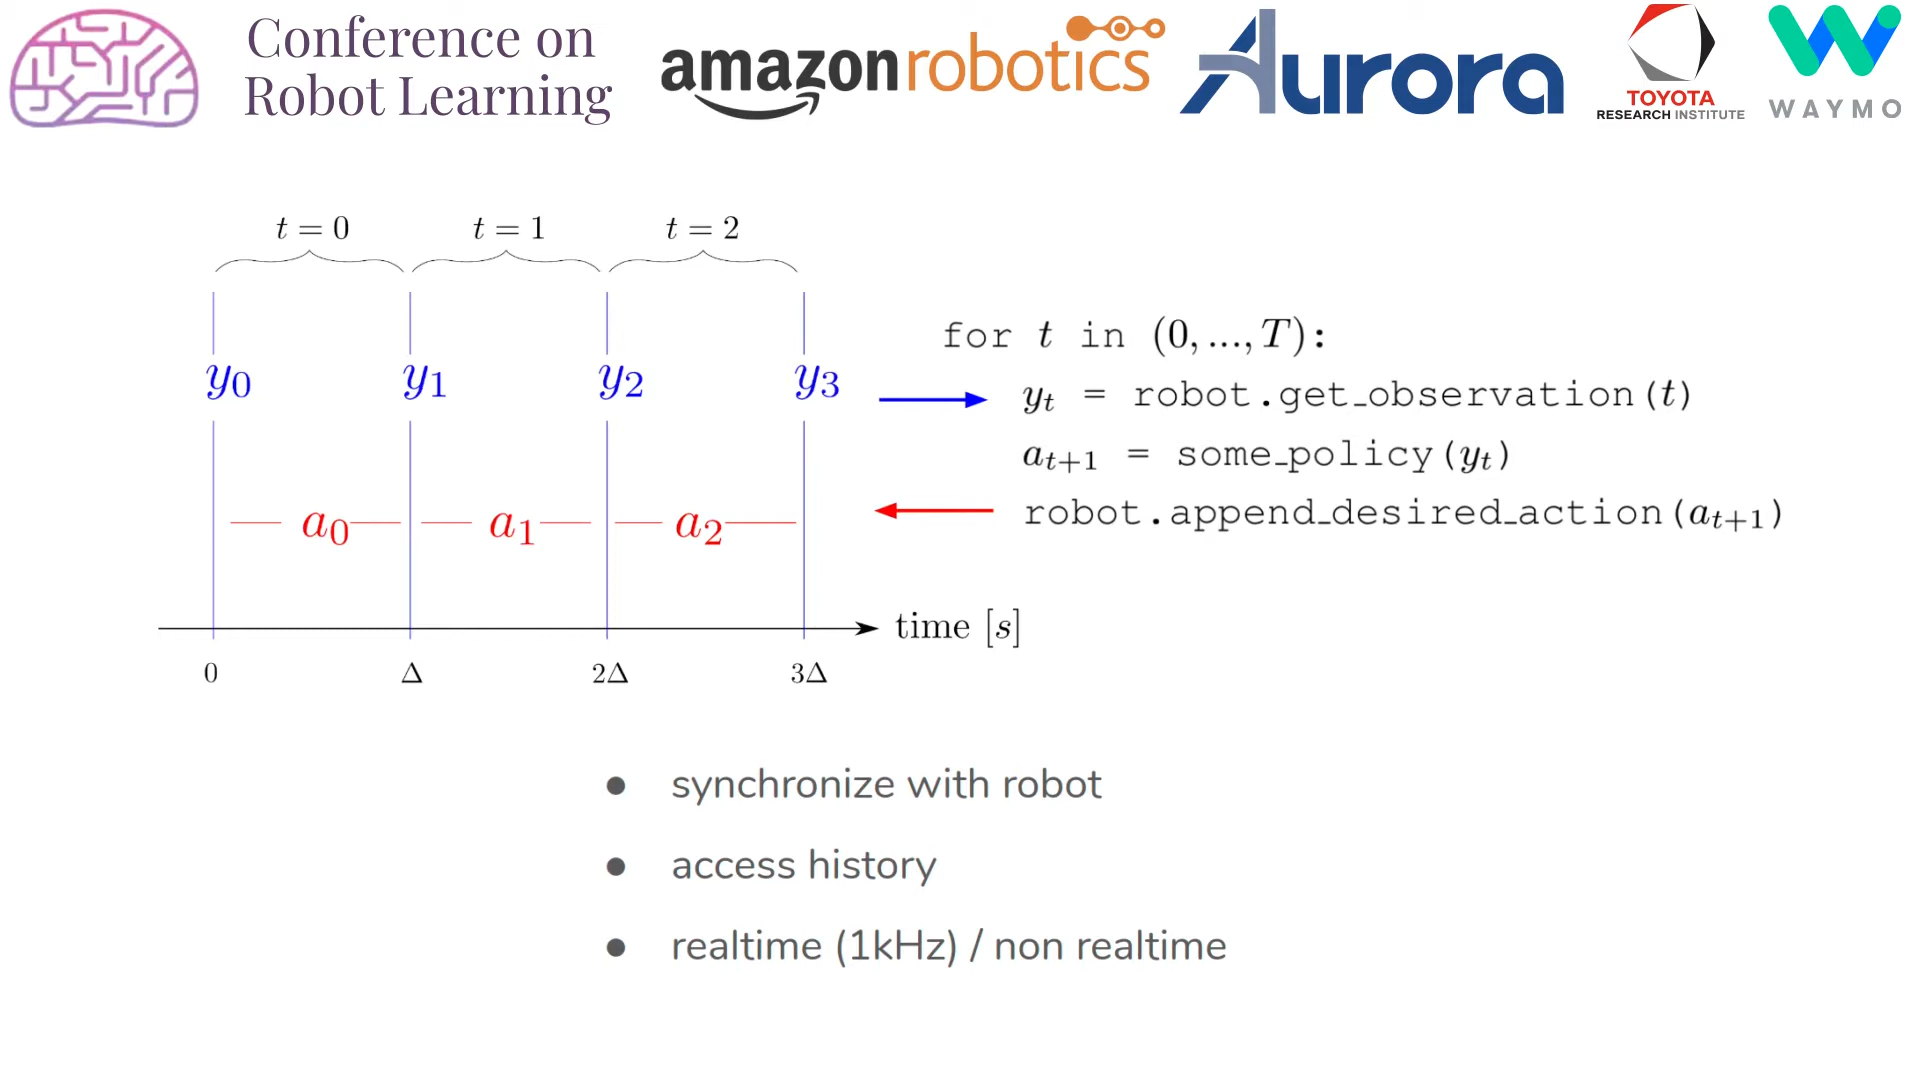 Conference on
Robot Learning
amazon robotics
Aurora
TOYOTA
RESEARCH INSTITUTE
WAYMO
t = 0 t = 1 t = 2
y₀ y₁ y₂ y₃
a₀ a₁ a₂
time [s]
0 Δ 2Δ 3Δ
for t in (0, ..., T):
yₜ = robot.get_observation(t)
aₜ₊₁ = some_policy(yₜ)
robot.append_desired_action(aₜ₊₁)
● synchronize with robot
● access history
● realtime (1kHz) / non realtime